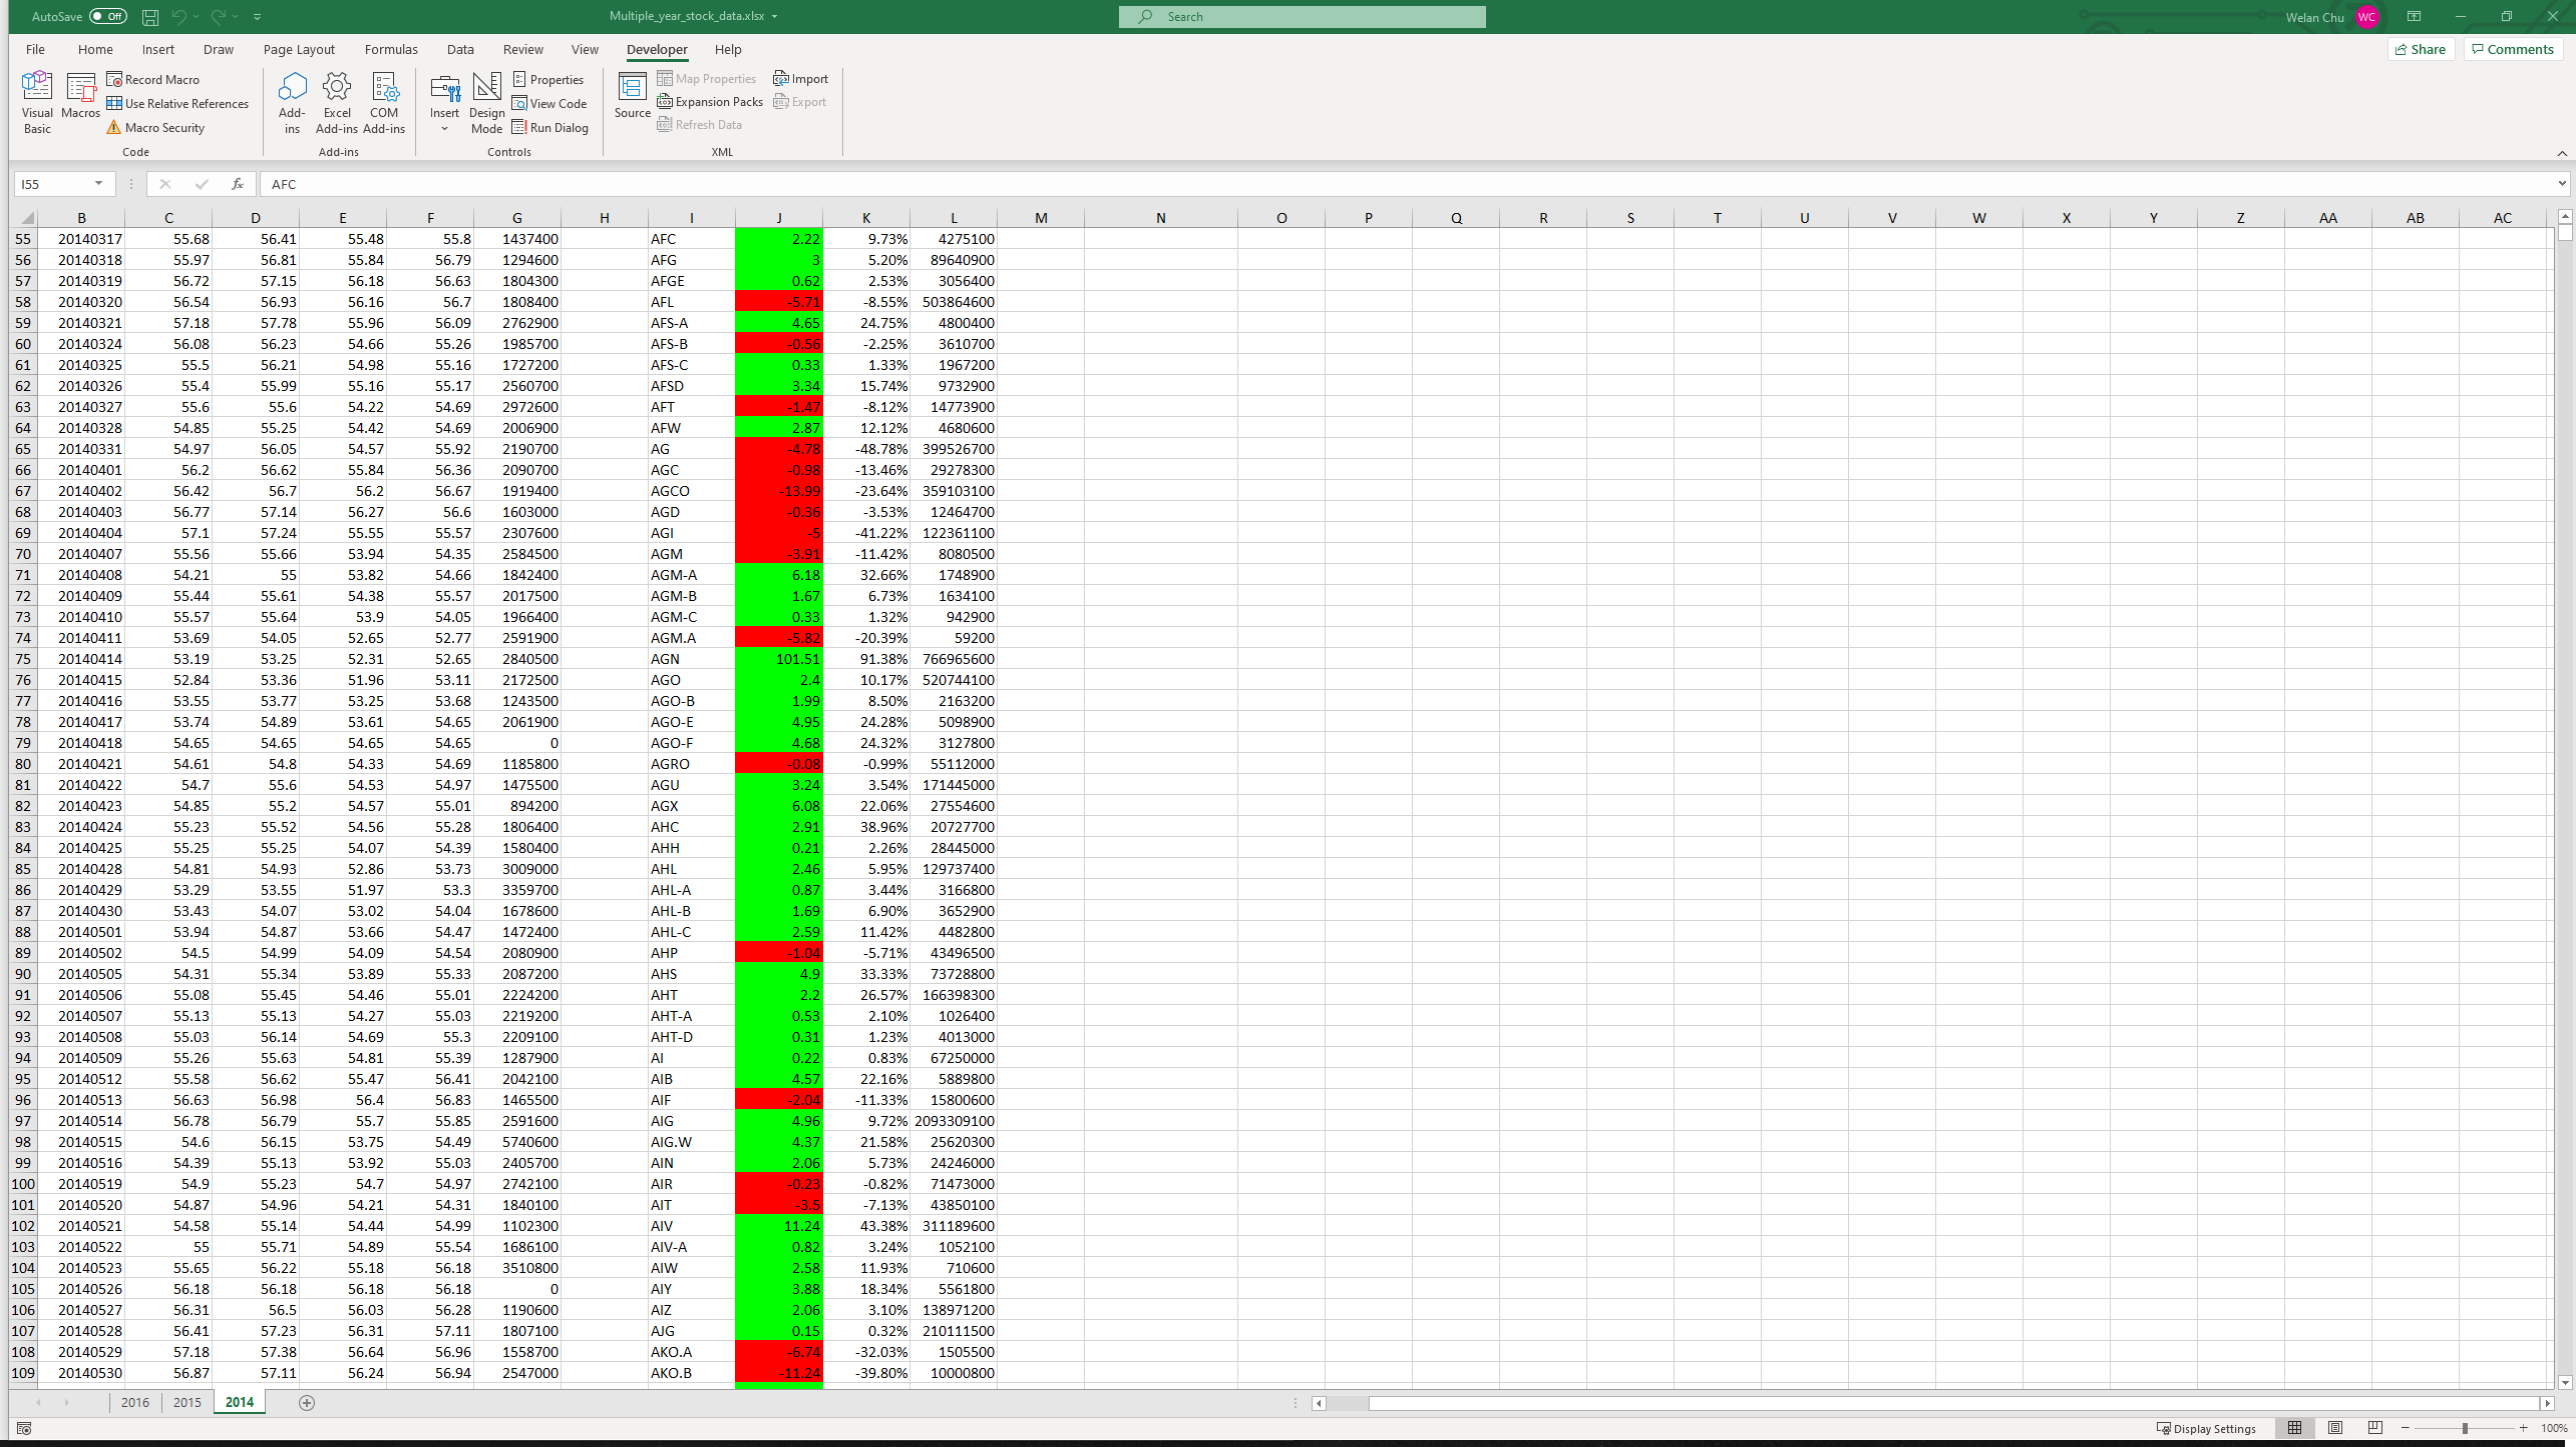 AutoSave Off Multiple_year_stock_data.xlsx Search Welan Chu WC
File Home Insert Draw Page Layout Formulas Data Review View Developer Help Share Comments
Visual Basic Macros Record Macro Use Relative References Macro Security Add-ins Excel Add-ins COM Add-ins Insert Design Mode Properties View Code Run Dialog Source Map Properties Expansion Packs Refresh Data Import Export
Code Add-ins Controls XML
I55 fx AFC
B C D E F G H I J K L M N O P Q R S T U V W X Y Z AA AB AC
55 20140317 55.68 56.41 55.48 55.8 1437400 AFC 2.22 9.73% 4275100
56 20140318 55.97 56.81 55.84 56.79 1294600 AFG 3 5.20% 89640900
57 20140319 56.72 57.15 56.18 56.63 1804300 AFGE 0.62 2.53% 3056400
58 20140320 56.54 56.93 56.16 56.7 1808400 AFL -5.71 -8.55% 503864600
59 20140321 57.18 57.78 55.96 56.09 2762900 AFS-A 4.65 24.75% 4800400
60 20140324 56.08 56.23 54.66 55.26 1985700 AFS-B -0.56 -2.25% 3610700
61 20140325 55.5 56.21 54.98 55.16 1727200 AFS-C 0.33 1.33% 1967200
62 20140326 55.4 55.99 55.16 55.17 2560700 AFSD 3.34 15.74% 9732900
63 20140327 55.6 55.6 54.22 54.69 2972600 AFT -1.47 -8.12% 14773900
64 20140328 54.85 55.25 54.42 54.69 2006900 AFW 2.87 12.12% 4680600
65 20140331 54.97 56.05 54.57 55.92 2190700 AG -4.78 -48.78% 399526700
66 20140401 56.2 56.62 55.84 56.36 2090700 AGC -0.98 -13.46% 29278300
67 20140402 56.42 56.7 56.2 56.67 1919400 AGCO -13.99 -23.64% 359103100
68 20140403 56.77 57.14 56.27 56.6 1603000 AGD -0.36 -3.53% 12464700
69 20140404 57.1 57.24 55.55 55.57 2307600 AGI -5 -41.22% 122361100
70 20140407 55.56 55.66 53.94 54.35 2584500 AGM -3.91 -11.42% 8080500
71 20140408 54.21 55 53.82 54.66 1842400 AGM-A 6.18 32.66% 1748900
72 20140409 55.44 55.61 54.38 55.57 2017500 AGM-B 1.67 6.73% 1634100
73 20140410 55.57 55.64 53.9 54.05 1966400 AGM-C 0.33 1.32% 942900
74 20140411 53.69 54.05 52.65 52.77 2591900 AGM.A -5.82 -20.39% 59200
75 20140414 53.19 53.25 52.31 52.65 2840500 AGN 101.51 91.38% 766965600
76 20140415 52.84 53.36 51.96 53.11 2172500 AGO 2.4 10.17% 520744100
77 20140416 53.55 53.77 53.25 53.68 1243500 AGO-B 1.99 8.50% 2163200
78 20140417 53.74 54.89 53.61 54.65 2061900 AGO-E 4.95 24.28% 5098900
79 20140418 54.65 54.65 54.65 54.65 0 AGO-F 4.68 24.32% 3127800
80 20140421 54.61 54.8 54.33 54.69 1185800 AGRO -0.08 -0.99% 55112000
81 20140422 54.7 55.6 54.53 54.97 1475500 AGU 3.24 3.54% 171445000
82 20140423 54.85 55.2 54.57 55.01 894200 AGX 6.08 22.06% 27554600
83 20140424 55.23 55.52 54.56 55.28 1806400 AHC 2.91 38.96% 20727700
84 20140425 55.25 55.25 54.07 54.39 1580400 AHH 0.21 2.26% 28445000
85 20140428 54.81 54.93 52.86 53.73 3009000 AHL 2.46 5.95% 129737400
86 20140429 53.29 53.55 51.97 53.3 3359700 AHL-A 0.87 3.44% 3166800
87 20140430 53.43 54.07 53.02 54.04 1678600 AHL-B 1.69 6.90% 3652900
88 20140501 53.94 54.87 53.66 54.47 1472400 AHL-C 2.59 11.42% 4482800
89 20140502 54.5 54.99 54.09 54.54 2080900 AHP -1.04 -5.71% 43496500
90 20140505 54.31 55.34 53.89 55.33 2087200 AHS 4.9 33.33% 73728800
91 20140506 55.08 55.45 54.46 55.01 2224200 AHT 2.2 26.57% 166398300
92 20140507 55.13 55.13 54.27 55.03 2219200 AHT-A 0.53 2.10% 1026400
93 20140508 55.03 56.14 54.69 55.3 2209100 AHT-D 0.31 1.23% 4013000
94 20140509 55.26 55.63 54.81 55.39 1287900 AI 0.22 0.83% 67250000
95 20140512 55.58 56.62 55.47 56.41 2042100 AIB 4.57 22.16% 5889800
96 20140513 56.63 56.98 56.4 56.83 1465500 AIF -2.04 -11.33% 15800600
97 20140514 56.78 56.79 55.7 55.85 2591600 AIG 4.96 9.72% 2093309100
98 20140515 54.6 56.15 53.75 54.49 5740600 AIG.W 4.37 21.58% 25620300
99 20140516 54.39 55.13 53.92 55.03 2405700 AIN 2.06 5.73% 24246000
100 20140519 54.9 55.23 54.7 54.97 2742100 AIR -0.23 -0.82% 71473000
101 20140520 54.87 54.96 54.21 54.31 1840100 AIT -3.5 -7.13% 43850100
102 20140521 54.58 55.14 54.44 54.99 1102300 AIV 11.24 43.38% 311189600
103 20140522 55 55.71 54.89 55.54 1686100 AIV-A 0.82 3.24% 1052100
104 20140523 55.65 56.22 55.18 56.18 3510800 AIW 2.58 11.93% 710600
105 20140526 56.18 56.18 56.18 56.18 0 AIY 3.88 18.34% 5561800
106 20140527 56.31 56.5 56.03 56.28 1190600 AIZ 2.06 3.10% 138971200
107 20140528 56.41 57.23 56.31 57.11 1807100 AJG 0.15 0.32% 210111500
108 20140529 57.18 57.38 56.64 56.96 1558700 AKO.A -6.74 -32.03% 1505500
109 20140530 56.87 57.11 56.24 56.94 2547000 AKO.B -11.24 -39.80% 10000800
2016 2015 2014
Display Settings 100%